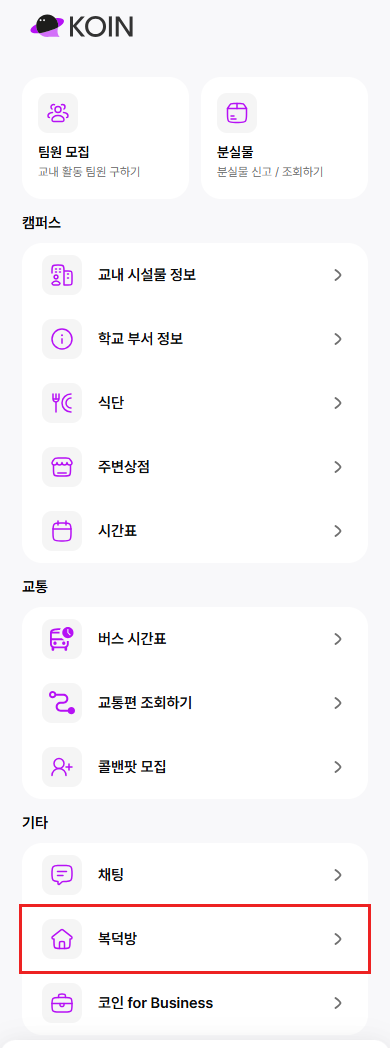 KOIN
팀원 모집
교내 활동 팀원 구하기
분실물
분실물 신고 / 조회하기
캠퍼스
교내 시설물 정보
학교 부서 정보
식단
주변상점
시간표
교통
버스 시간표
교통편 조회하기
콜밴팟 모집
기타
채팅
복덕방
코인 for Business